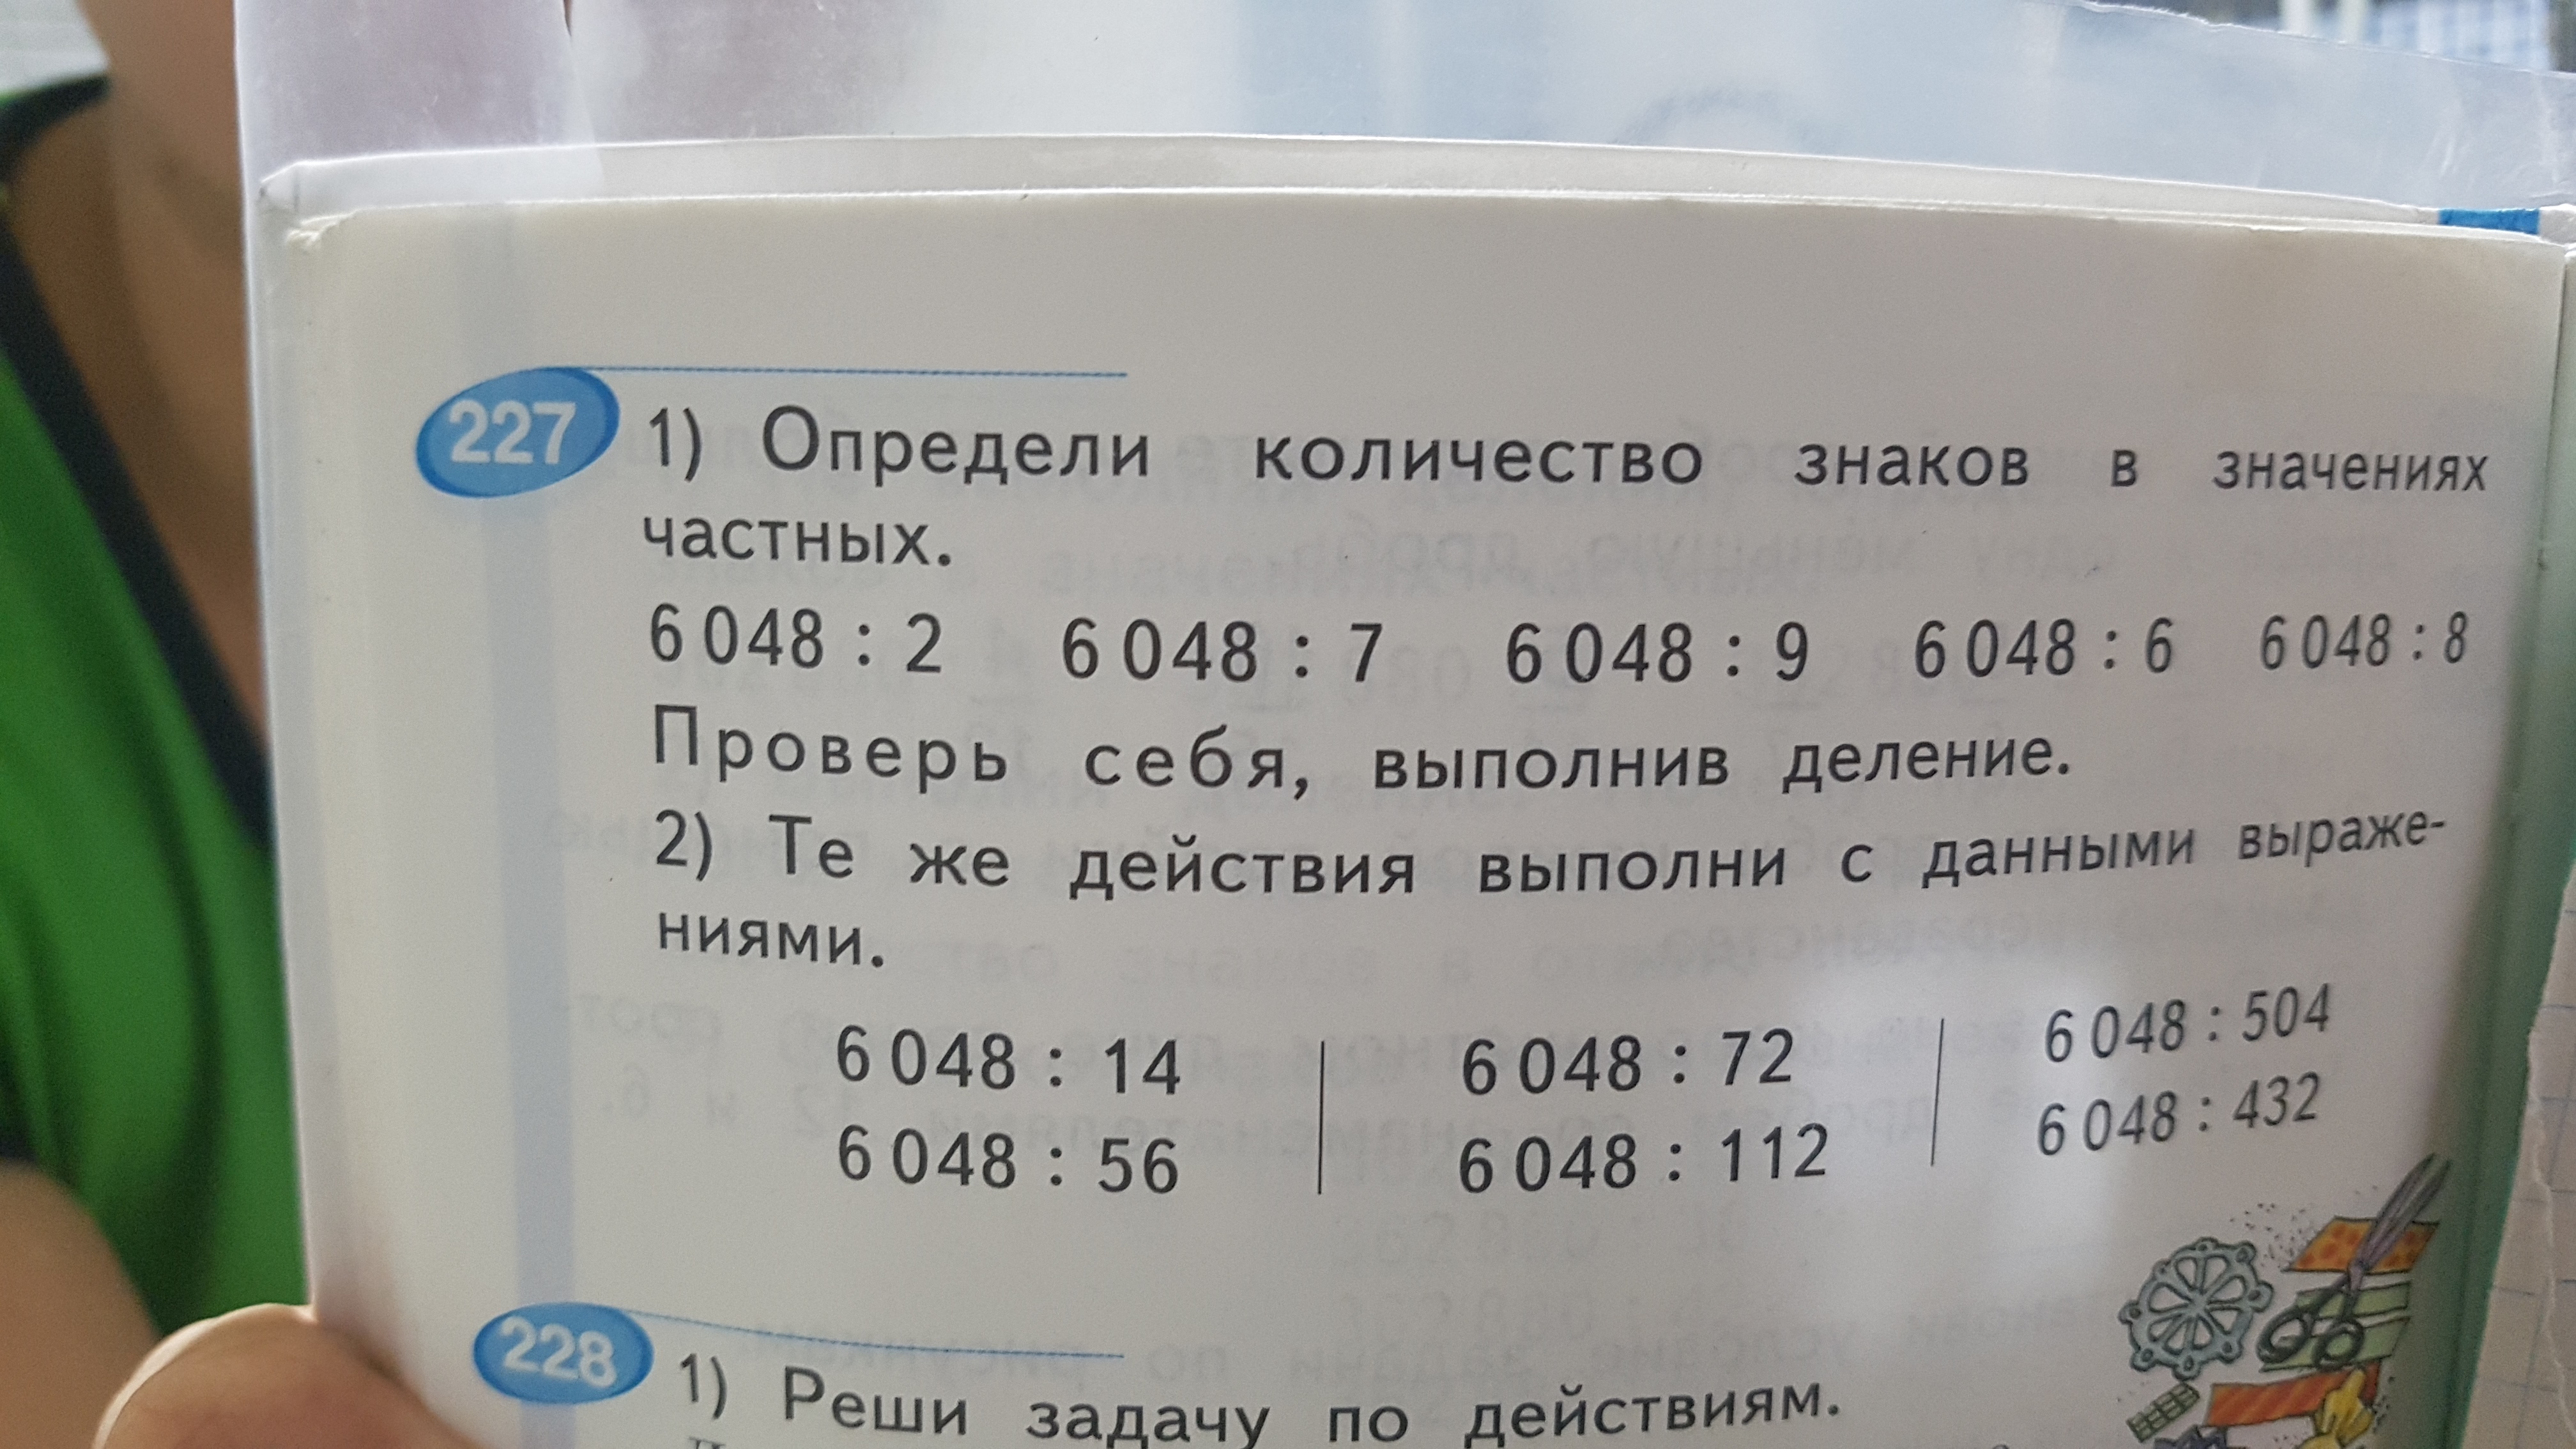 227 1) Определи количество знаков в значениях
частных.
6 048 : 2 6 048 : 7 6 048 : 9 6 048 : 6 6 048 : 8
Проверь себя, выполнив деление.
2) Те же действия выполни с данными выраже-
ниями.
6 048 : 14 6 048 : 72 6 048 : 504
6 048 : 56 6 048 : 112 6 048 : 432
228 1) Реши задачу по действиям.